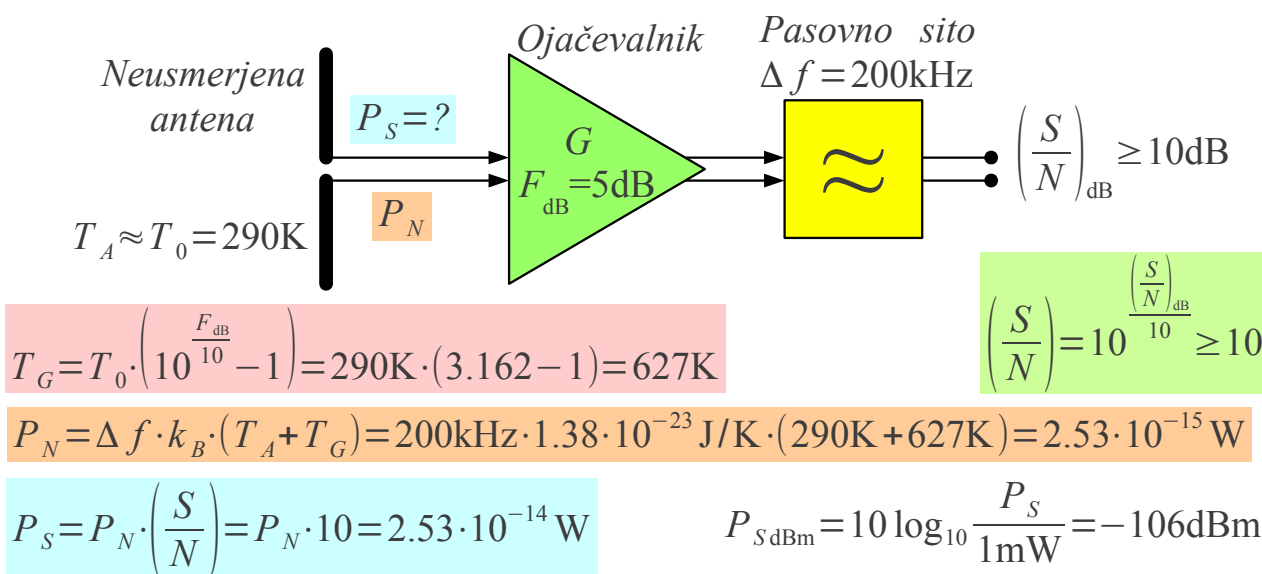 Neusmerjena
antena
P_S=?
P_N
T_A≈T_0=290K
Ojačevalnik
G
F_dB=5dB
Pasovno sito
Δf=200kHz
≈
(S/N)_dB≥10dB
T_G=T_0·(10^(F_dB/10)−1)=290K·(3.162−1)=627K
(S/N)=10^((S/N)_dB/10)≥10
P_N=Δf·k_B·(T_A+T_G)=200kHz·1.38·10^−23 J/K·(290K+627K)=2.53·10^−15 W
P_S=P_N·(S/N)=P_N·10=2.53·10^−14 W
P_SdBm=10 log_10 P_S/1mW=−106dBm